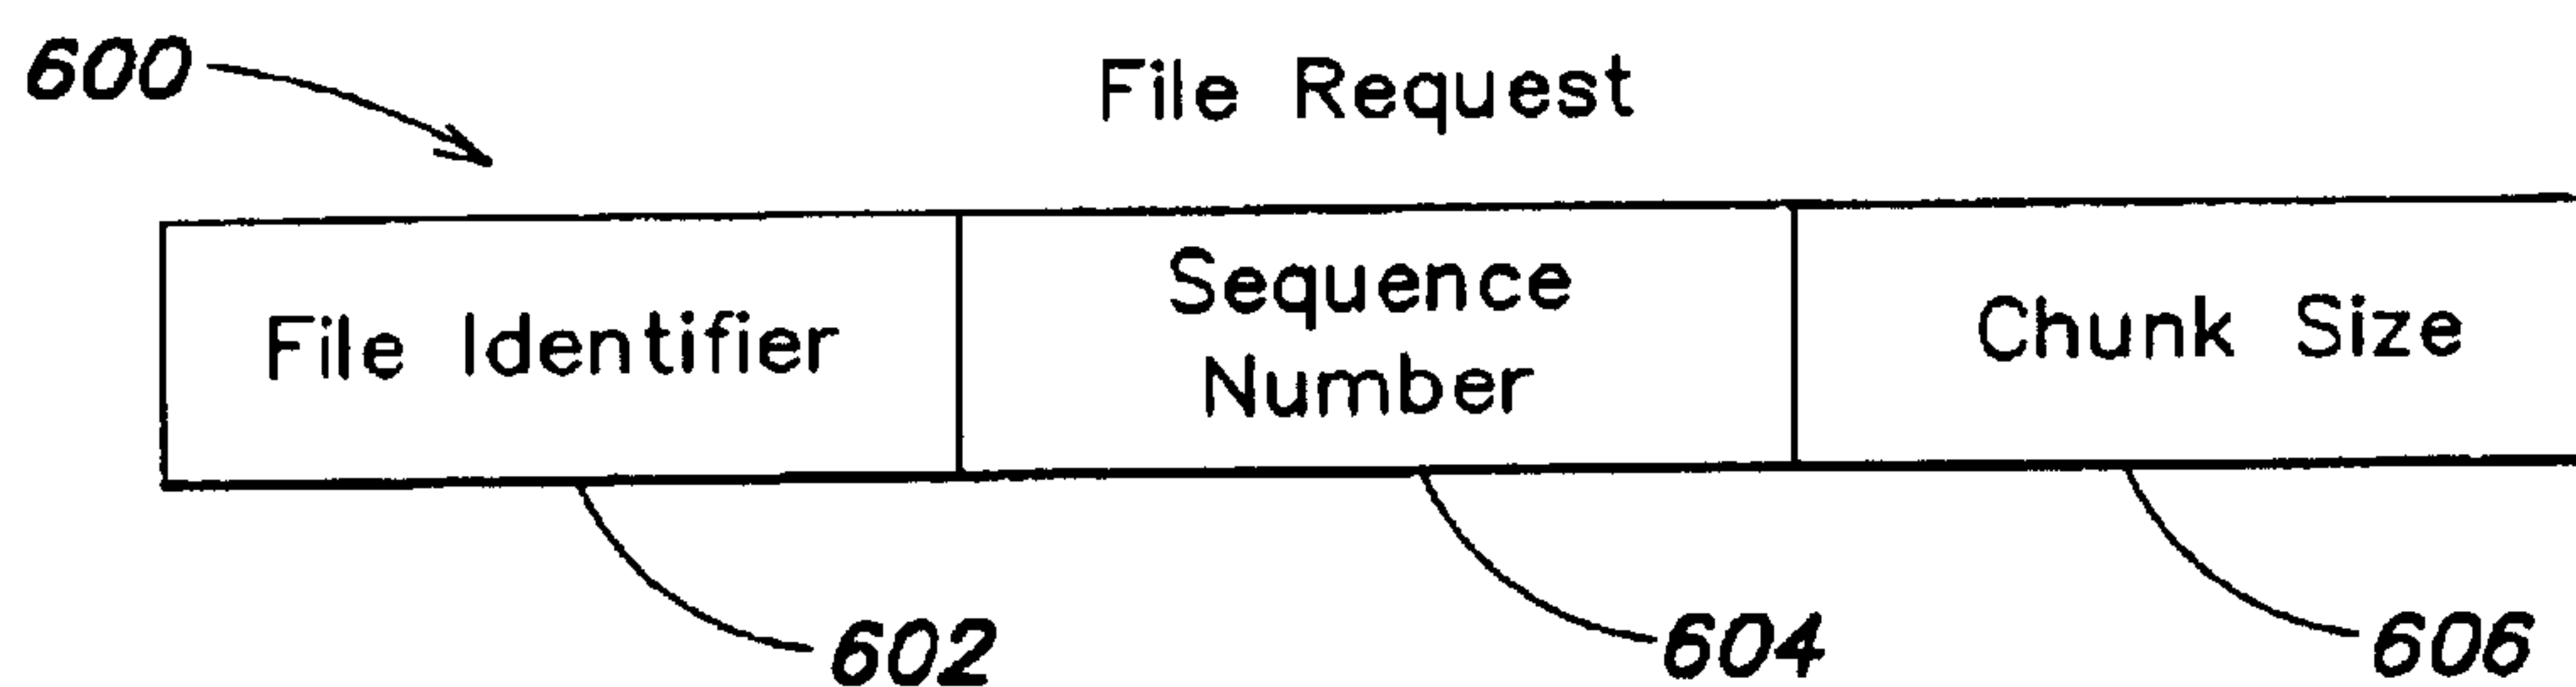 600
File Request
File Identifier
Sequence
Number
Chunk Size
602
604
606